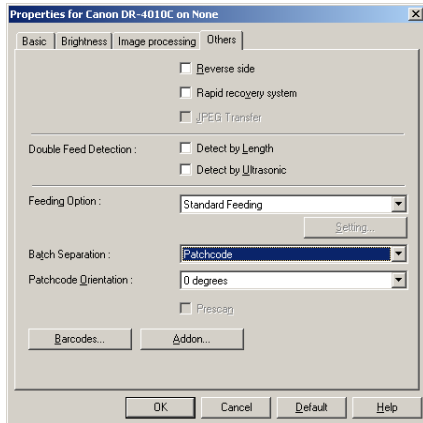 Properties for Canon DR-4010C on None
Basic Brightness Image processing Others
Reverse side
Rapid recovery system
JPEG Transfer
Double Feed Detection : Detect by Length
Detect by Ultrasonic
Feeding Option : Standard Feeding
Setting...
Batch Separation : Patchcode
Patchcode Orientation : 0 degrees
Prescan
Barcodes... Addon...
OK Cancel Default Help